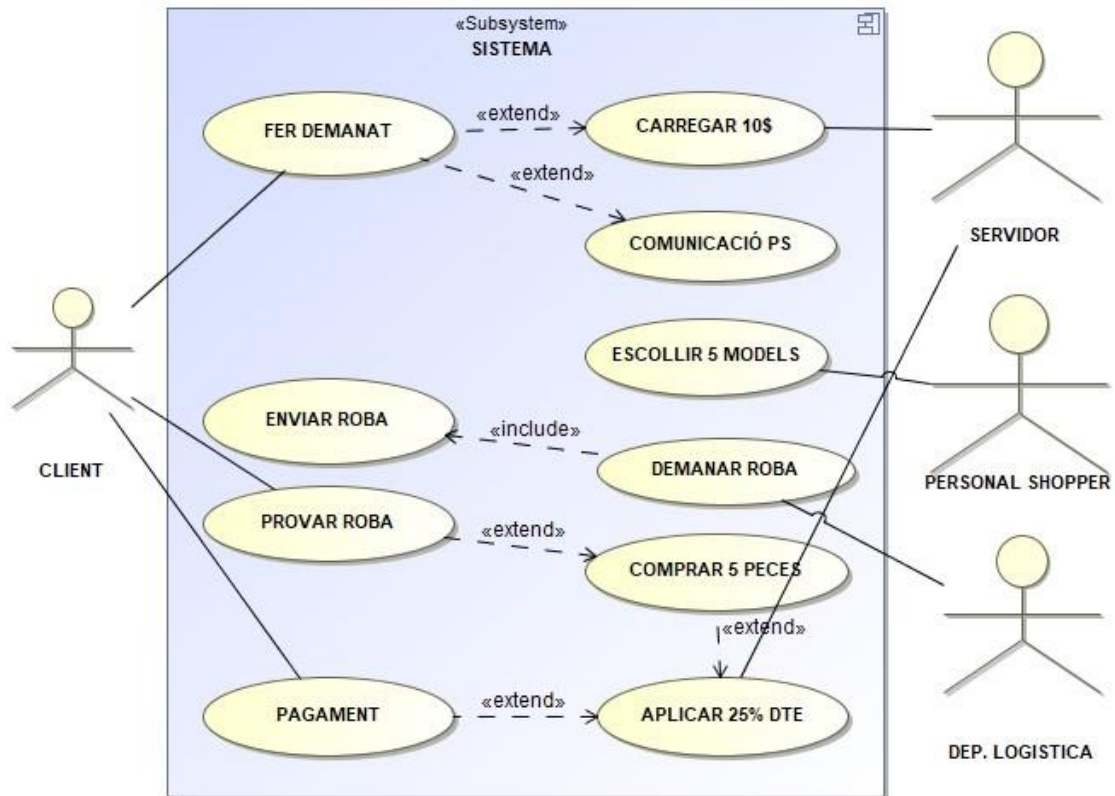 «Subsystem»
SISTEMA
FER DEMANAT
«extend»
CARREGAR 10$
«extend»
COMUNICACIÓ PS
SERVIDOR
ESCOLLIR 5 MODELS
ENVIAR ROBA
«include»
DEMANAR ROBA
CLIENT
PERSONAL SHOPPER
PROVAR ROBA
«extend»
COMPRAR 5 PECES
«extend»
PAGAMENT
«extend»
APLICAR 25% DTE
DEP. LOGISTICA